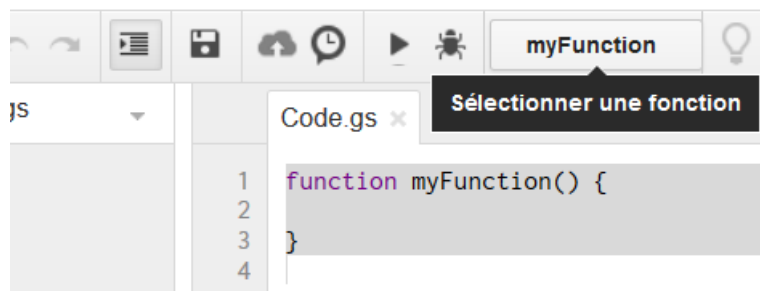 myFunction
Sélectionner une fonction
gs
Code.gs ×
1 function myFunction() {
2
3 }
4